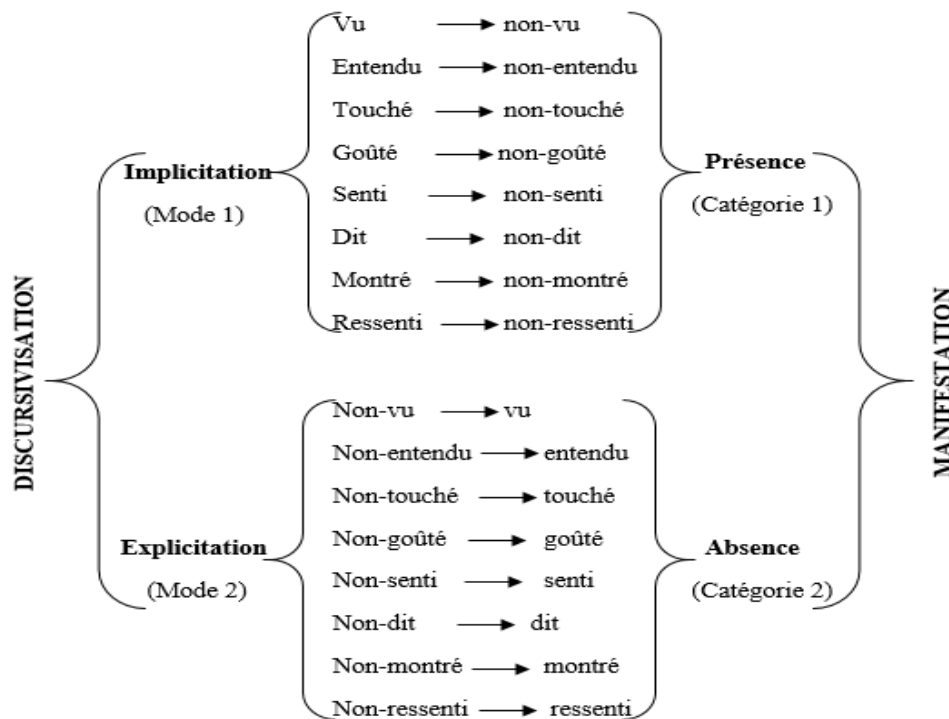 DISCURSIVISATION
Implicitation
(Mode 1)
Vu → non-vu
Entendu → non-entendu
Touché → non-touché
Goûté → non-goûté
Senti → non-senti
Dit → non-dit
Montré → non-montré
Ressenti → non-ressenti
Présence
(Catégorie 1)
Explicitation
(Mode 2)
Non-vu → vu
Non-entendu → entendu
Non-touché → touché
Non-goûté → goûté
Non-senti → senti
Non-dit → dit
Non-montré → montré
Non-ressenti → ressenti
Absence
(Catégorie 2)
MANIFESTATION